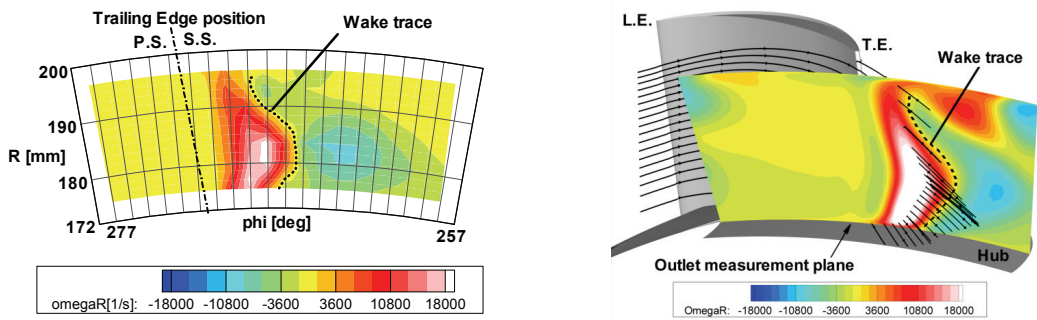 Trailing Edge position
P.S. S.S.
Wake trace
200
190
R [mm]
180
172
277
phi [deg]
257
omegaR[1/s]: -18000 -10800 -3600 3600 10800 18000
L.E.
T.E.
Wake trace
Outlet measurement plane
Hub
OmegaR: -18000 -10800 -3600 3600 10800 18000